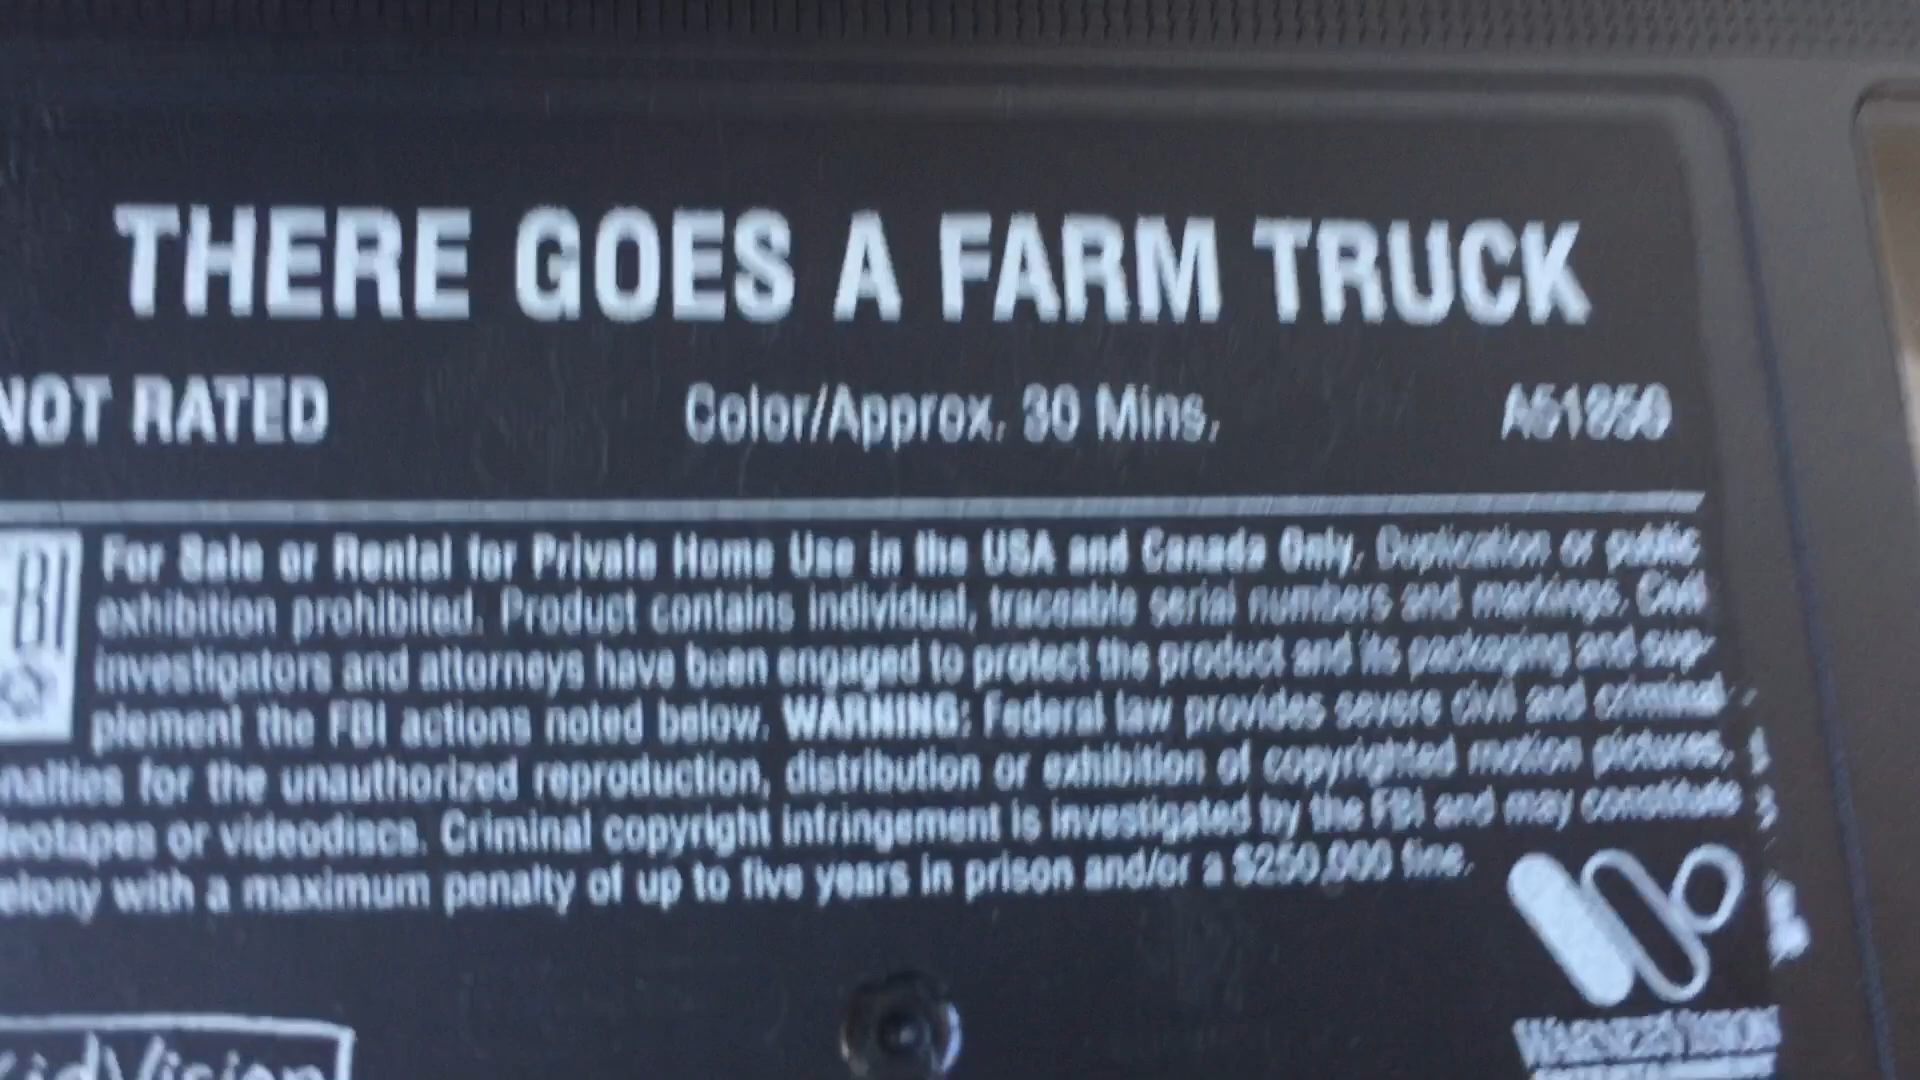 THERE GOES A FARM TRUCK
NOT RATED Color/Approx. 30 Mins.
FBI For Sale or Rental for Private Home Use in the USA and Canada Only. Duplication or public
exhibition prohibited. Product contains individual, traceable serial numbers and markings. Civil
investigators and attorneys have been engaged to protect the product and its packaging and sup-
plement the FBI actions noted below. WARNING: Federal law provides severe civil and criminal
nalties for the unauthorized reproduction, distribution or exhibition of copyrighted motion pictures,
deotapes or videodiscs. Criminal copyright infringement is investigated by the FBI and may constitute
elony with a maximum penalty of up to five years in prison and/or a $250,000 fine.
KidVision
WARNERVISION